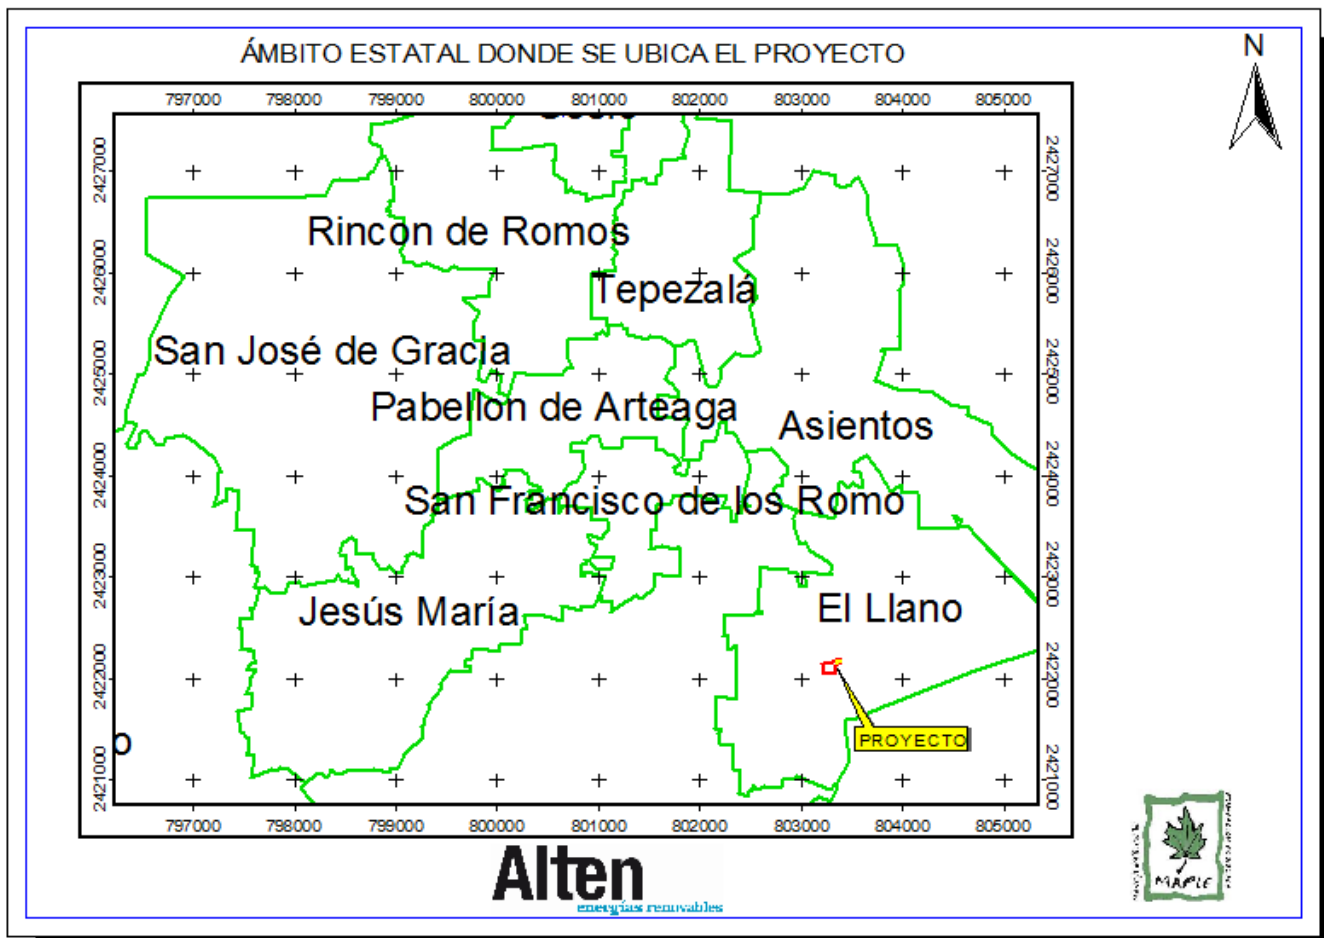 ÁMBITO ESTATAL DONDE SE UBICA EL PROYECTO
N
797000 798000 799000 800000 801000 802000 803000 804000 805000
2427000 2427000
Rincon de Romos
2426000 2426000
Tepezalá
San José de Gracia
2425000 2425000
Pabellon de Arteaga
Asientos
2424000 2424000
San Francisco de los Romo
2423000 2423000
Jesús María
El Llano
2422000 2422000
PROYECTO
o
2421000 2421000
797000 798000 799000 800000 801000 802000 803000 804000 805000
Alten
energías renovables
MAPLE